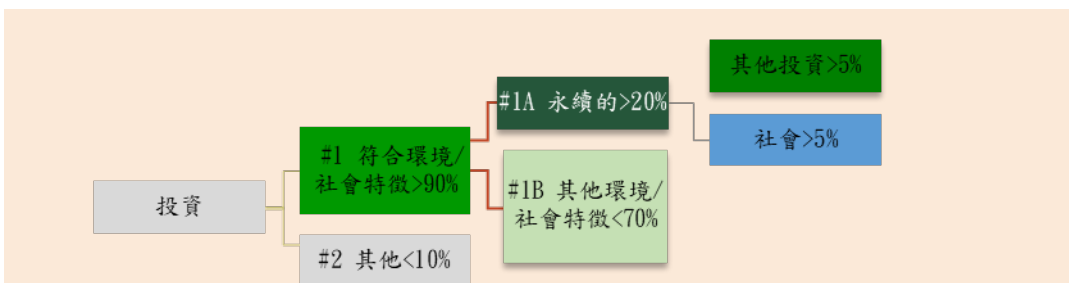 投資
#1 符合環境/
社會特徵>90%
#2 其他<10%
#1A 永續的>20%
#1B 其他環境/
社會特徵<70%
其他投資>5%
社會>5%